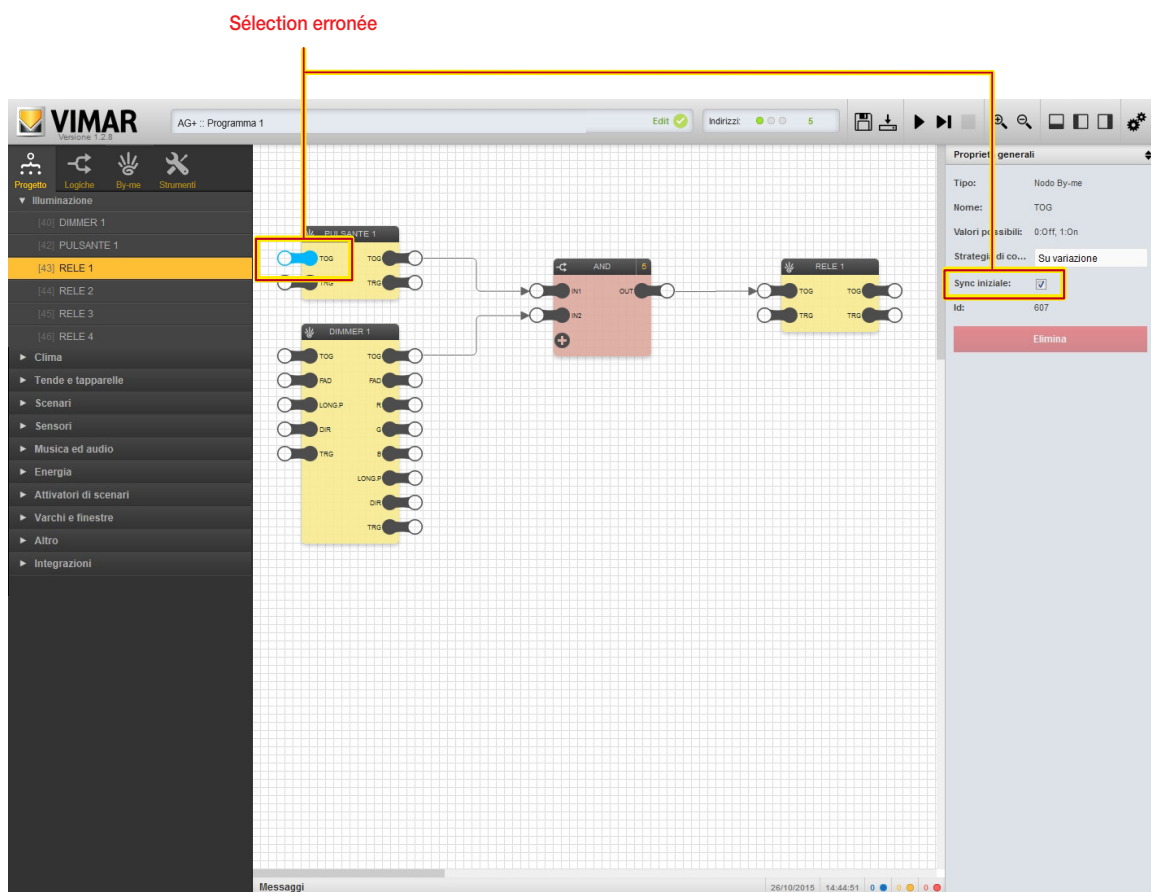 Sélection erronée
VIMAR
Versione 1.2.8
AG+ :: Programma 1
Edit
Indirizzi:
5
Progetto
Logiche
By-me
Strumenti
Illuminazione
[40] DIMMER 1
[42] PULSANTE 1
[43] RELE 1
[44] RELE 2
[45] RELE 3
[46] RELE 4
Clima
Tende e tapparelle
Scenari
Sensori
Musica ed audio
Energia
Attivatori di scenari
Varchi e finestre
Altro
Integrazioni
PULSANTE 1
TOG TOG
TRG TRG
DIMMER 1
TOG TOG
FAD FAD
LONG.P R
DIR G
TRG B
LONG.P
DIR
TRG
AND 6
IN1 OUT
IN2
RELE 1
TOG TOG
TRG TRG
Proprietà generali
Tipo: Nodo By-me
Nome: TOG
Valori possibili: 0:Off, 1:On
Strategia di co... Su variazione
Sync iniziale:
Id: 607
Elimina
Messaggi
26/10/2015 14:44:51 0 0 0